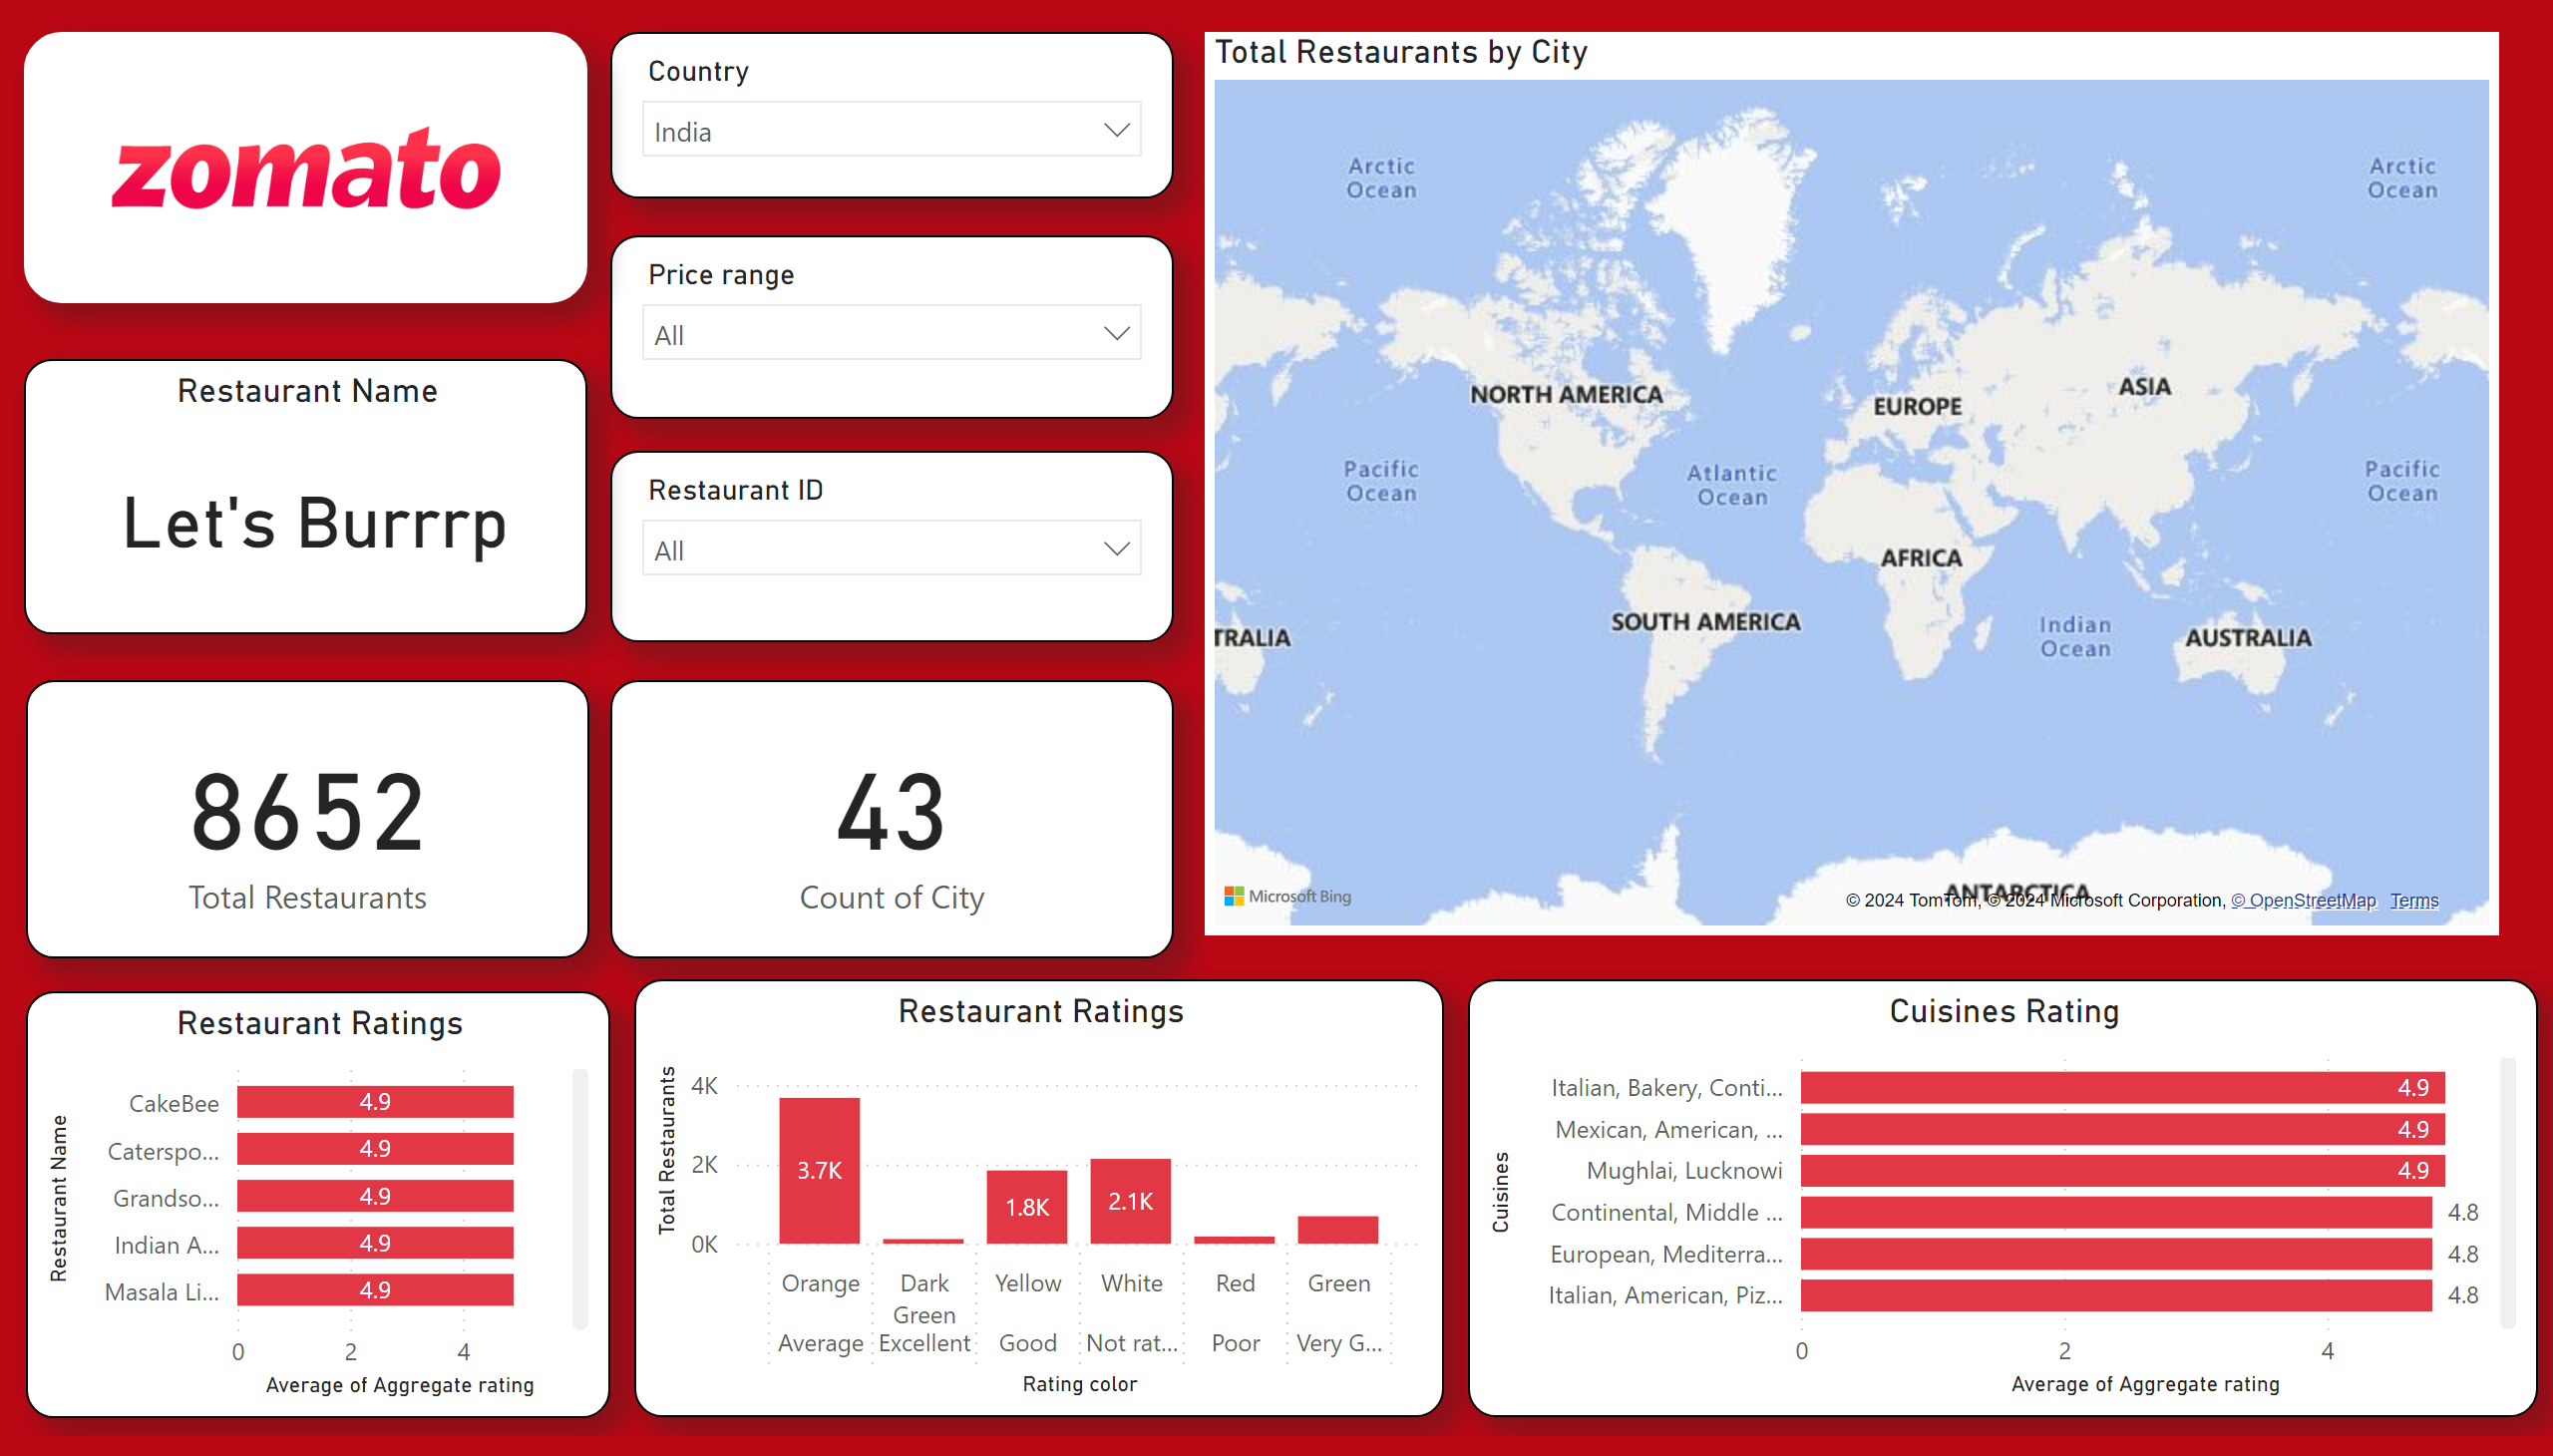 zomato
Country
India
Price range
All
Restaurant ID
All
Restaurant Name
Let's Burrrp
8652
Total Restaurants
43
Count of City
Total Restaurants by City
Arctic
Ocean
Arctic
Ocean
NORTH AMERICA
EUROPE
ASIA
Pacific
Ocean
Atlantic
Ocean
Pacific
Ocean
AFRICA
SOUTH AMERICA
Indian
Ocean
TRALIA
AUSTRALIA
ANTARCTICA
Microsoft Bing
© 2024 TomTom, © 2024 Microsoft Corporation, © OpenStreetMap Terms
Restaurant Ratings
Restaurant Name
CakeBee 4.9
Caterspo... 4.9
Grandso... 4.9
Indian A... 4.9
Masala Li... 4.9
0 2 4
Average of Aggregate rating
Restaurant Ratings
Total Restaurants
4K
2K
0K
3.7K 1.8K 2.1K
Orange Dark Yellow White Red Green
Green
Average Excellent Good Not rat... Poor Very G...
Rating color
Cuisines Rating
Cuisines
Italian, Bakery, Conti... 4.9
Mexican, American, ... 4.9
Mughlai, Lucknowi 4.9
Continental, Middle ... 4.8
European, Mediterra... 4.8
Italian, American, Piz... 4.8
0 2 4
Average of Aggregate rating